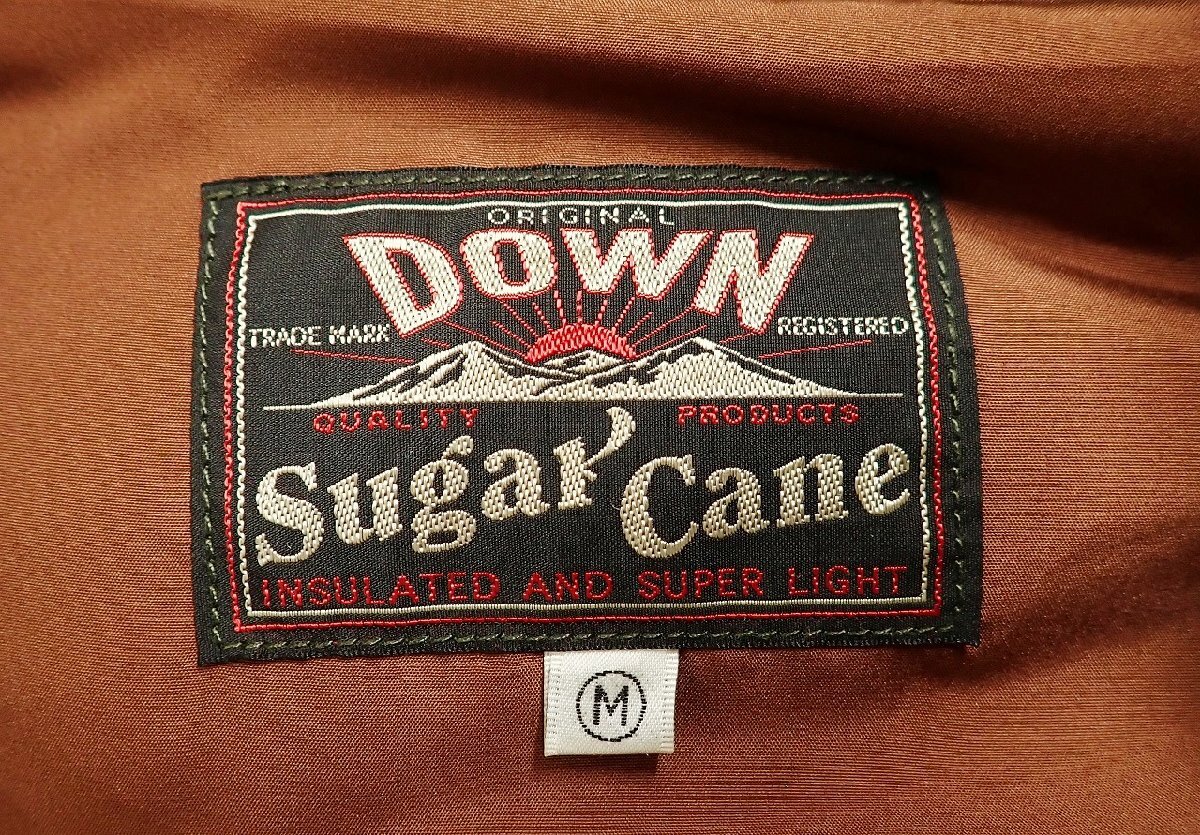 ORIGINAL
DOWN
TRADE MARK REGISTERED
QUALITY PRODUCTS
Sugar Cane
INSULATED AND SUPER LIGHT
M